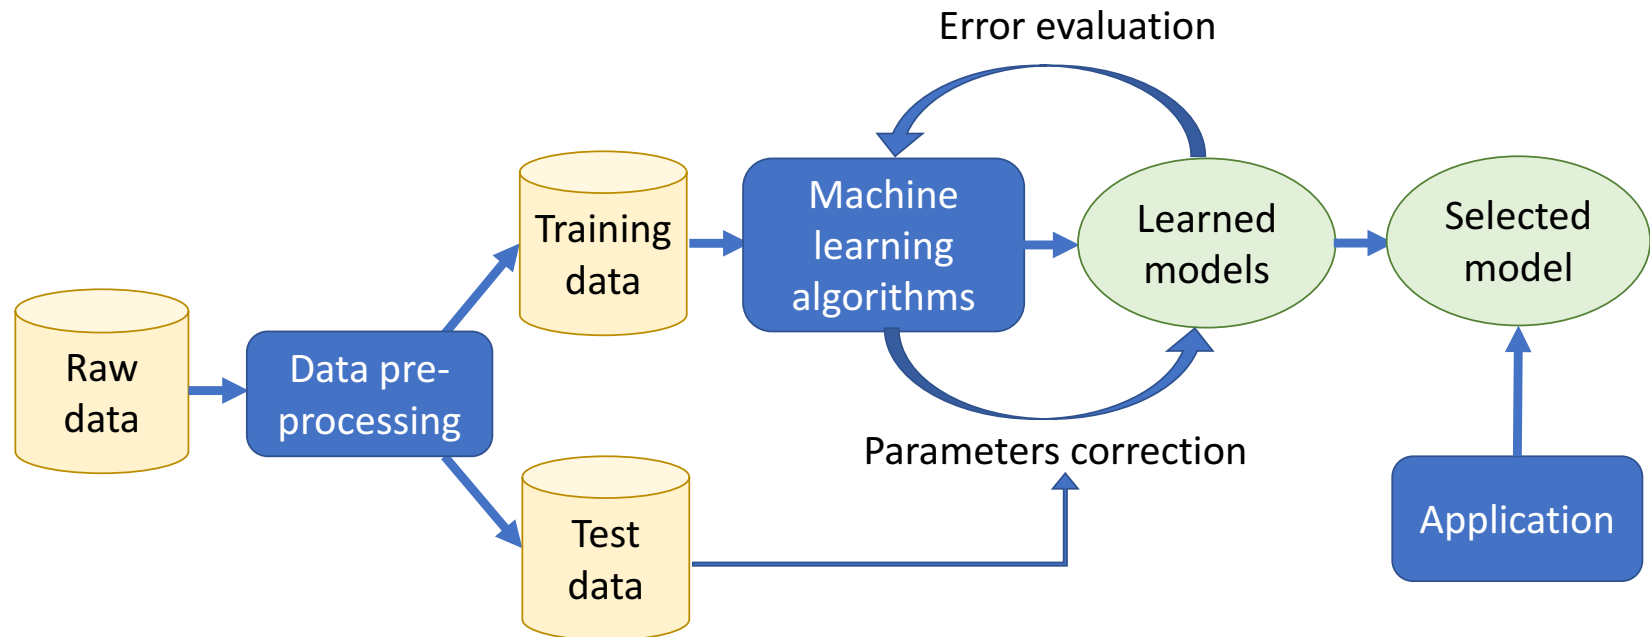 Error evaluation
Training
data
Machine
learning
algorithms
Learned
models
Selected
model
Raw
data
Data pre-
processing
Parameters correction
Test
data
Application